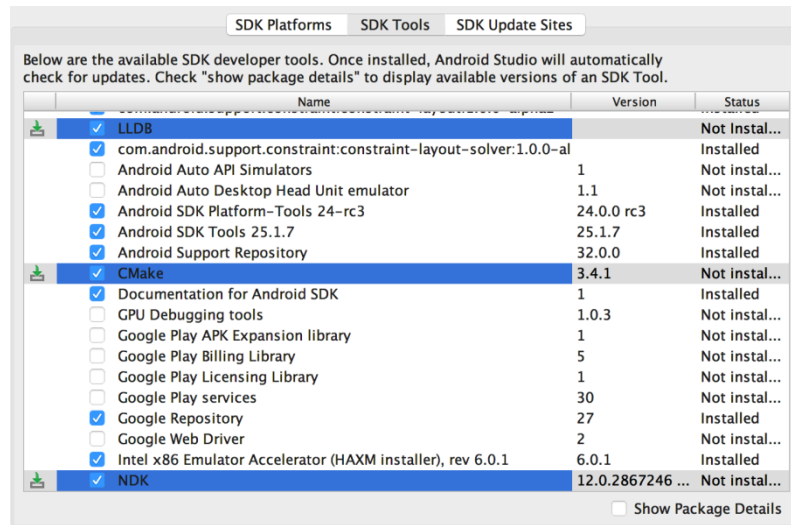 SDK Platforms SDK Tools SDK Update Sites
Below are the available SDK developer tools. Once installed, Android Studio will automatically
check for updates. Check "show package details" to display available versions of an SDK Tool.
Name Version Status
LLDB Not Instal...
com.android.support.constraint:constraint-layout-solver:1.0.0-al Installed
Android Auto API Simulators 1 Not instal...
Android Auto Desktop Head Unit emulator 1.1 Not instal...
Android SDK Platform-Tools 24-rc3 24.0.0 rc3 Installed
Android SDK Tools 25.1.7 25.1.7 Installed
Android Support Repository 32.0.0 Installed
CMake 3.4.1 Not instal...
Documentation for Android SDK 1 Installed
GPU Debugging tools 1.0.3 Not instal...
Google Play APK Expansion library 1 Not instal...
Google Play Billing Library 5 Not instal...
Google Play Licensing Library 1 Not instal...
Google Play services 30 Not instal...
Google Repository 27 Installed
Google Web Driver 2 Not instal...
Intel x86 Emulator Accelerator (HAXM installer), rev 6.0.1 6.0.1 Installed
NDK 12.0.2867246 ... Not instal...
Show Package Details